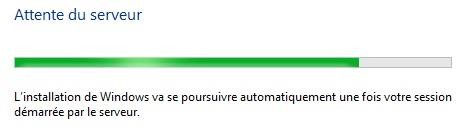 Attente du serveur
L'installation de Windows va se poursuivre automatiquement une fois votre session
démarrée par le serveur.